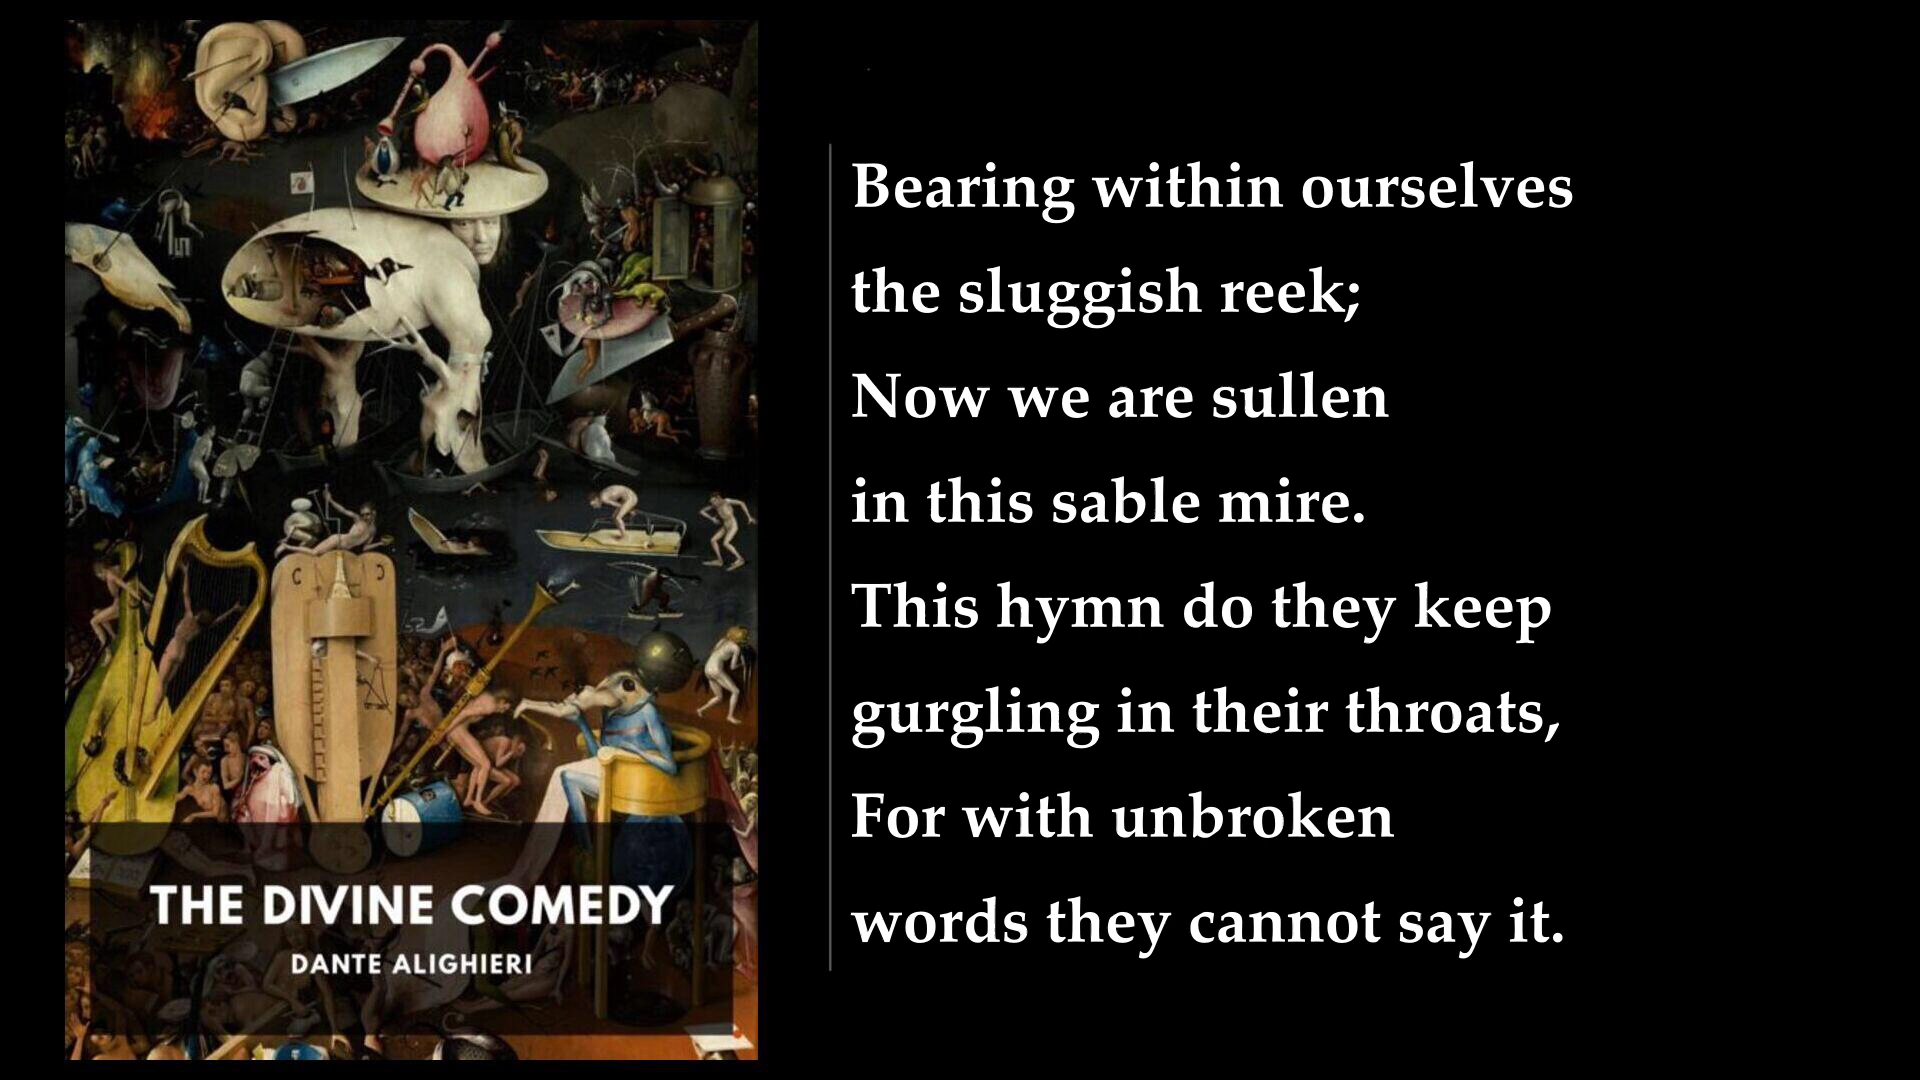 THE DIVINE COMEDY
DANTE ALIGHIERI
Bearing within ourselves
the sluggish reek;
Now we are sullen
in this sable mire.
This hymn do they keep
gurgling in their throats,
For with unbroken
words they cannot say it.